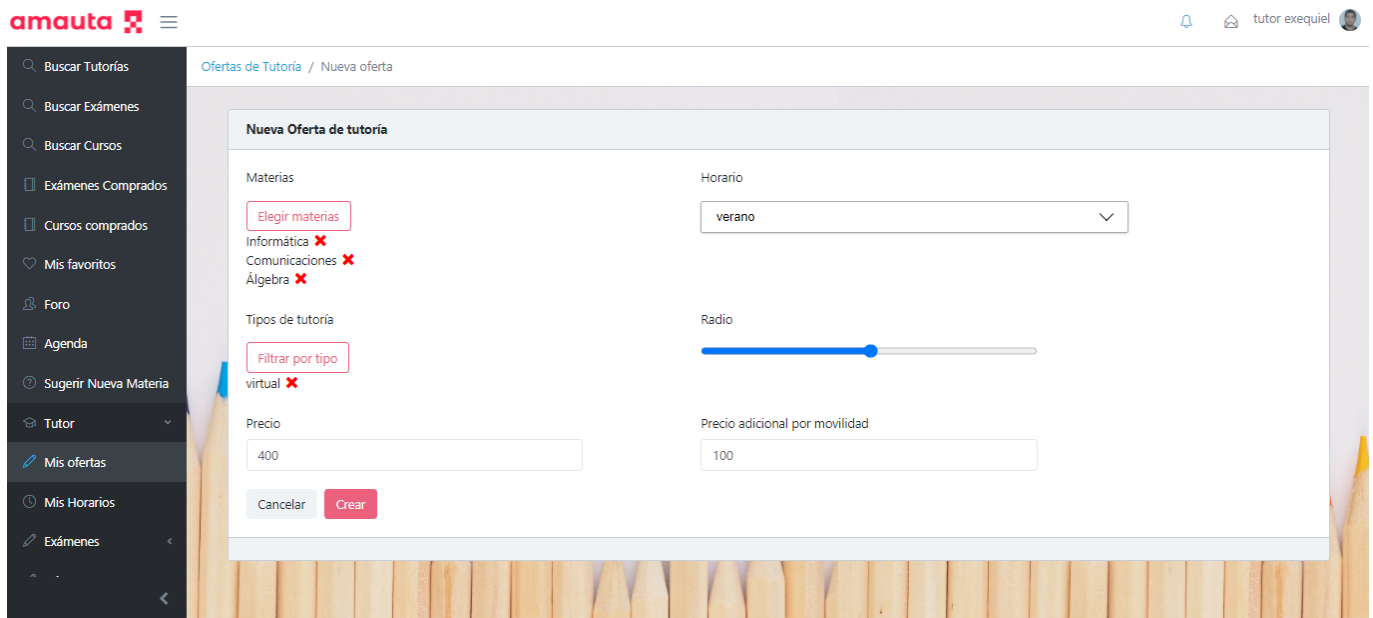 amauta
tutor exequiel
Buscar Tutorías
Buscar Exámenes
Buscar Cursos
Exámenes Comprados
Cursos comprados
Mis favoritos
Foro
Agenda
Sugerir Nueva Materia
Tutor
Mis ofertas
Mis Horarios
Exámenes
Ofertas de Tutoría / Nueva oferta
Nueva Oferta de tutoría
Materias
Elegir materias
Informática
Comunicaciones
Álgebra
Horario
verano
Tipos de tutoría
Filtrar por tipo
virtual
Radio
Precio
400
Precio adicional por movilidad
100
Cancelar
Crear